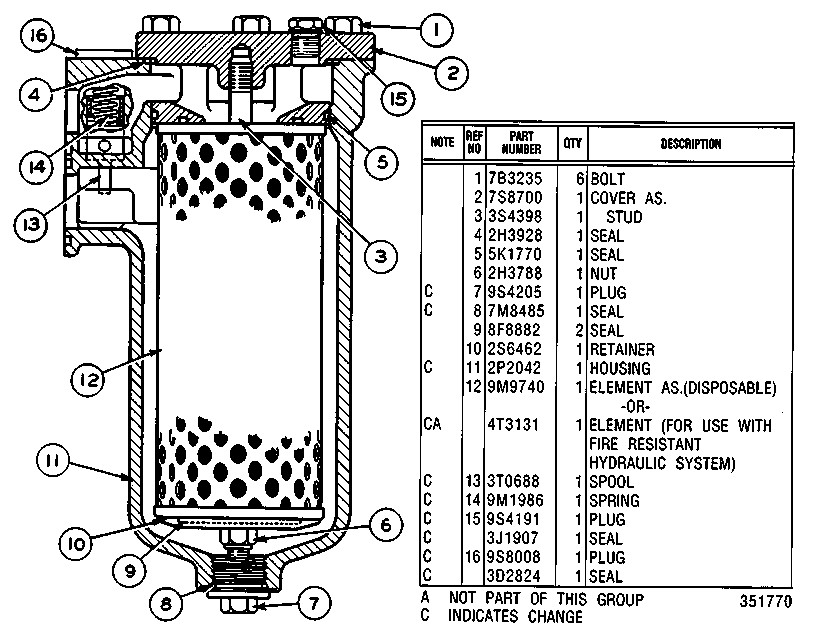 16
1
2
15
4
5
14
13
3
12
11
10
9
8
6
7
NOTE REF NO PART NUMBER QTY DESCRIPTION
1 7B3235 6 BOLT
2 7S8700 1 COVER AS.
3 3S4398 1 STUD
4 2H3928 1 SEAL
5 5K1770 1 SEAL
6 2H3788 1 NUT
C 7 9S4205 1 PLUG
C 8 7M8485 1 SEAL
9 8F8882 2 SEAL
10 2S6462 1 RETAINER
C 11 2P2042 1 HOUSING
12 9M9740 1 ELEMENT AS.(DISPOSABLE)
-OR-
CA 4T3131 1 ELEMENT (FOR USE WITH
FIRE RESISTANT
HYDRAULIC SYSTEM)
C 13 3T0688 1 SPOOL
C 14 9M1986 1 SPRING
C 15 9S4191 1 PLUG
C 3J1907 1 SEAL
C 16 9S8008 1 PLUG
C 3D2824 1 SEAL
A NOT PART OF THIS GROUP 351770
C INDICATES CHANGE